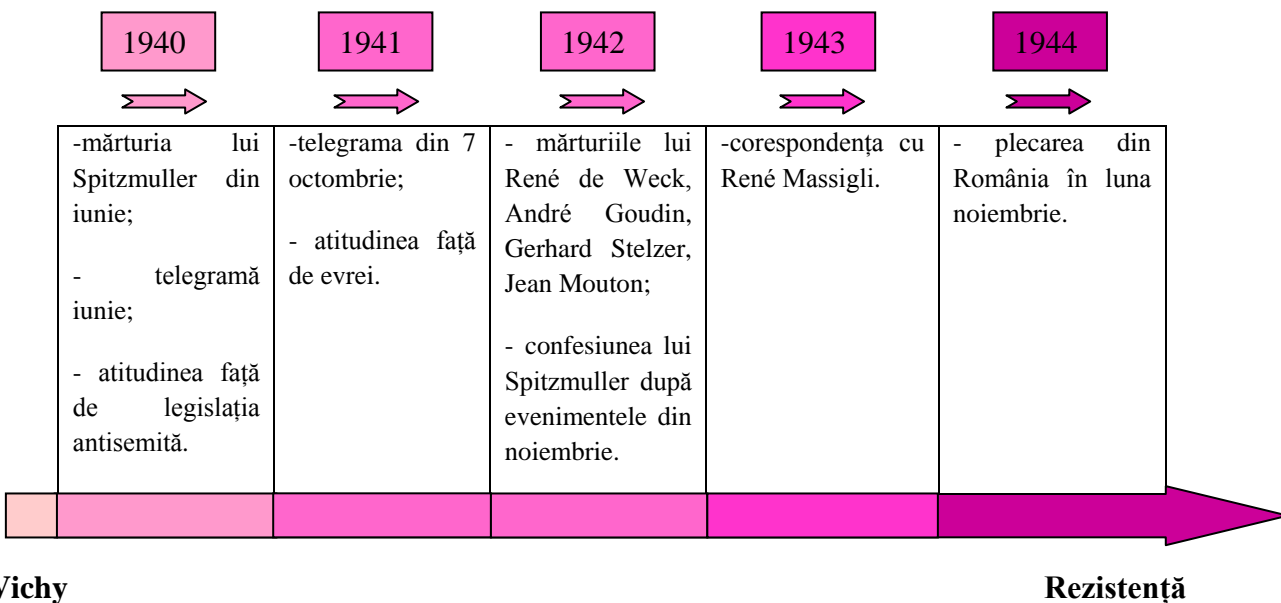 1940
1941
1942
1943
1944
-mărturia lui
Spitzmuller din
iunie;
- telegramă
iunie;
- atitudinea față
de legislația
antisemită.
-telegrama din 7
octombrie;
- atitudinea față
de evrei.
- mărturiile lui
René de Weck,
André Goudin,
Gerhard Stelzer,
Jean Mouton;
- confesiunea lui
Spitzmuller după
evenimentele din
noiembrie.
-corespondența cu
René Massigli.
- plecarea din
România în luna
noiembrie.
Vichy
Rezistență